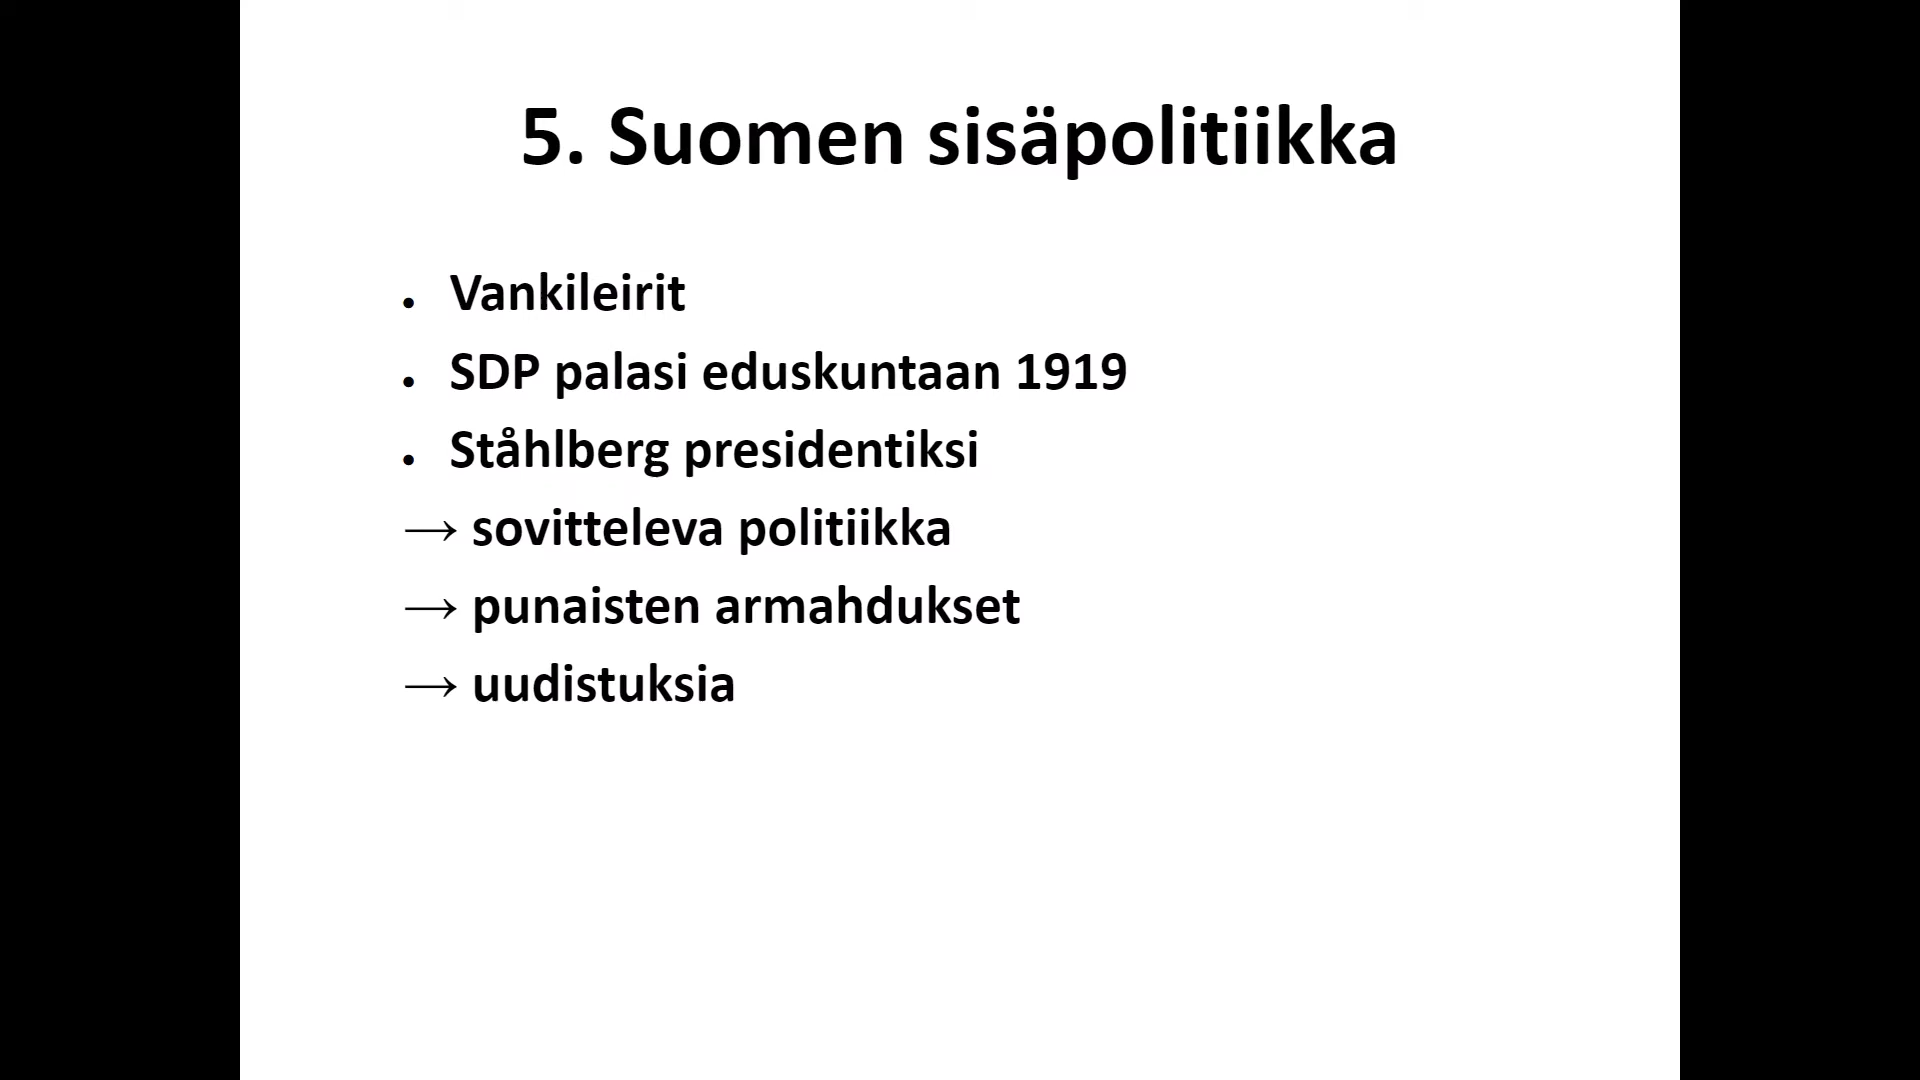 5. Suomen sisäpolitiikka
• Vankileirit
• SDP palasi eduskuntaan 1919
• Ståhlberg presidentiksi
→ sovitteleva politiikka
→ punaisten armahdukset
→ uudistuksia